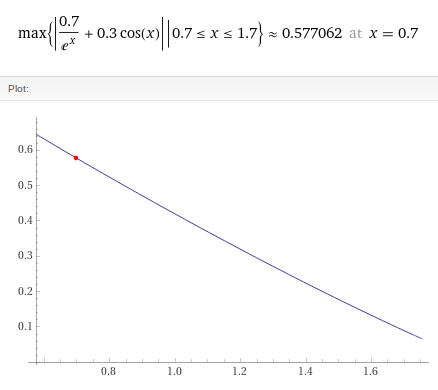 max{|0.7/e^x + 0.3 cos(x)| | 0.7 ≤ x ≤ 1.7} ≈ 0.577062 at x = 0.7
Plot:
0.6
0.5
0.4
0.3
0.2
0.1
0.8 1.0 1.2 1.4 1.6